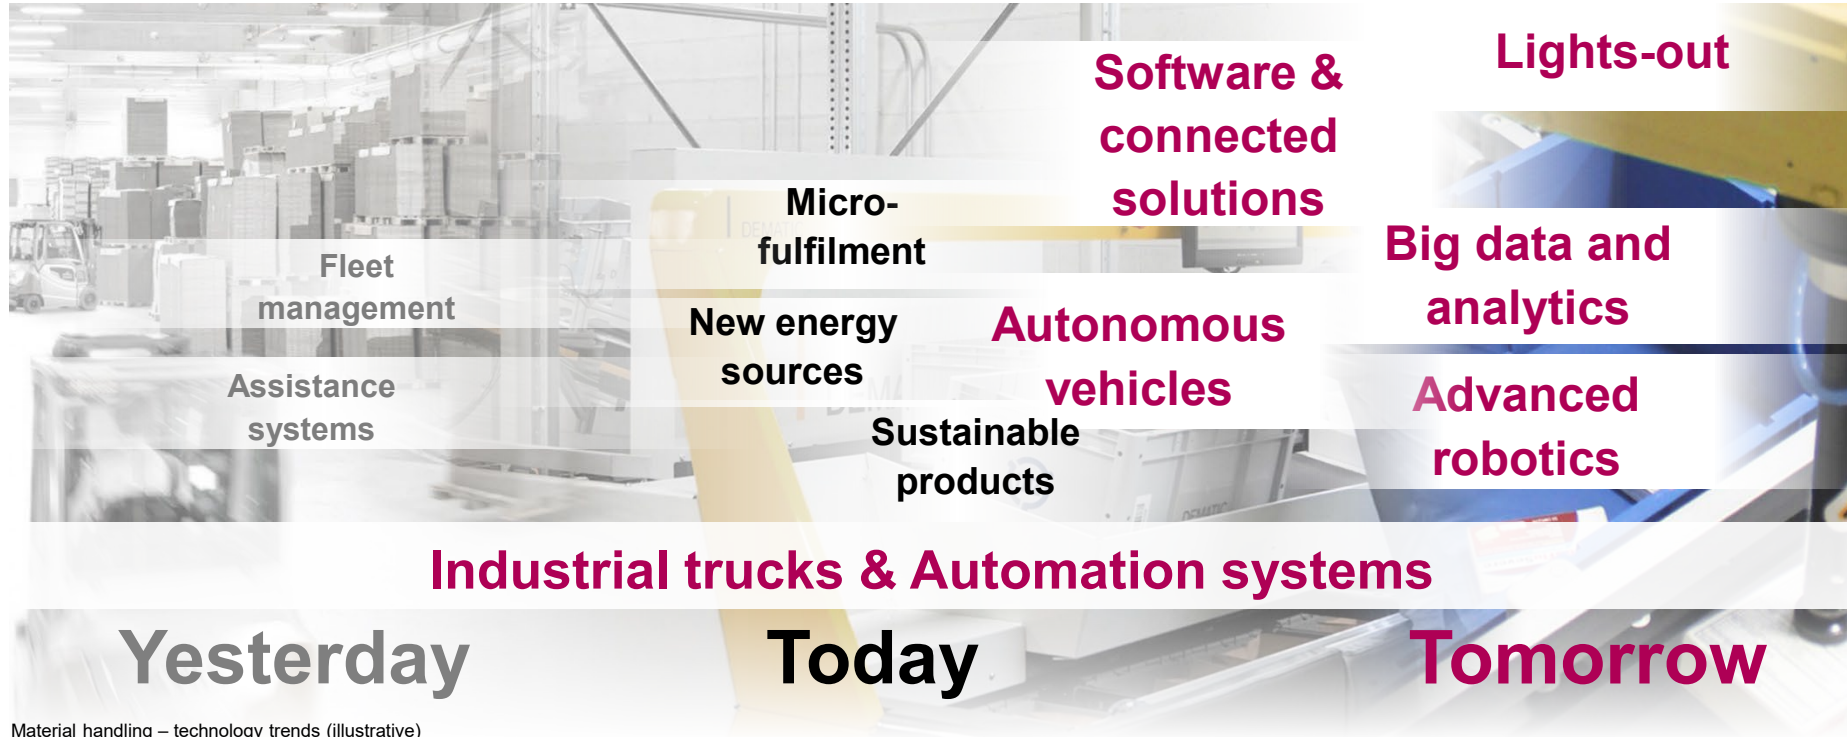 Lights-out
Software &
connected
solutions
Micro-
fulfilment
Big data and
analytics
Fleet
management
New energy
sources
Autonomous
vehicles
Assistance
systems
Advanced
robotics
Sustainable
products
DEMATIC
Industrial trucks & Automation systems
Yesterday
Today
Tomorrow
Material handling – technology trends (illustrative)